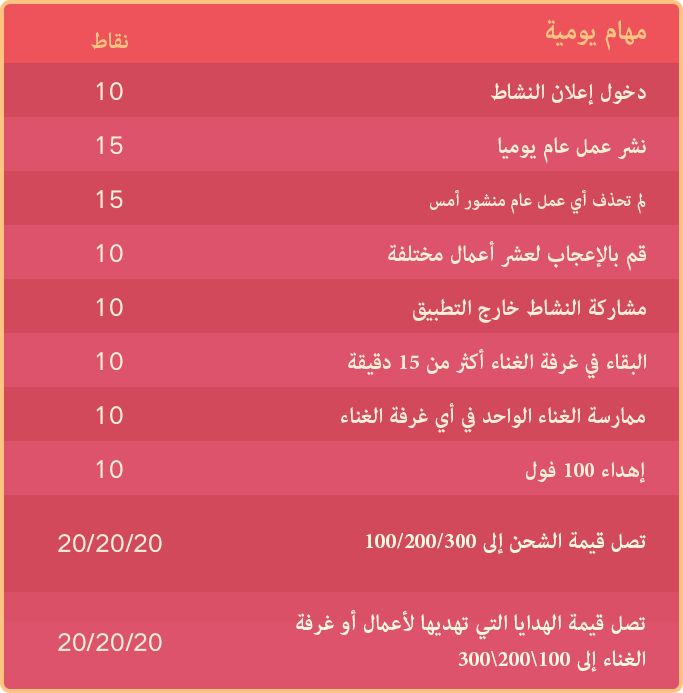 مهام يومية نقاط
دخول إعلان النشاط 10
نشر عمل عام يوميا 15
لم تحذف أي عمل عام منشور أمس 15
قم بالإعجاب لعشر أعمال مختلفة 10
مشاركة النشاط خارج التطبيق 10
البقاء في غرفة الغناء أكثر من 15 دقيقة 10
ممارسة الغناء الواحد في أي غرفة الغناء 10
إهداء 100 فول 10
تصل قيمة الشحن إلى 100/200/300 20/20/20
تصل قيمة الهدايا التي تهديها لأعمال أو غرفة
الغناء إلى 100\200\300 20/20/20